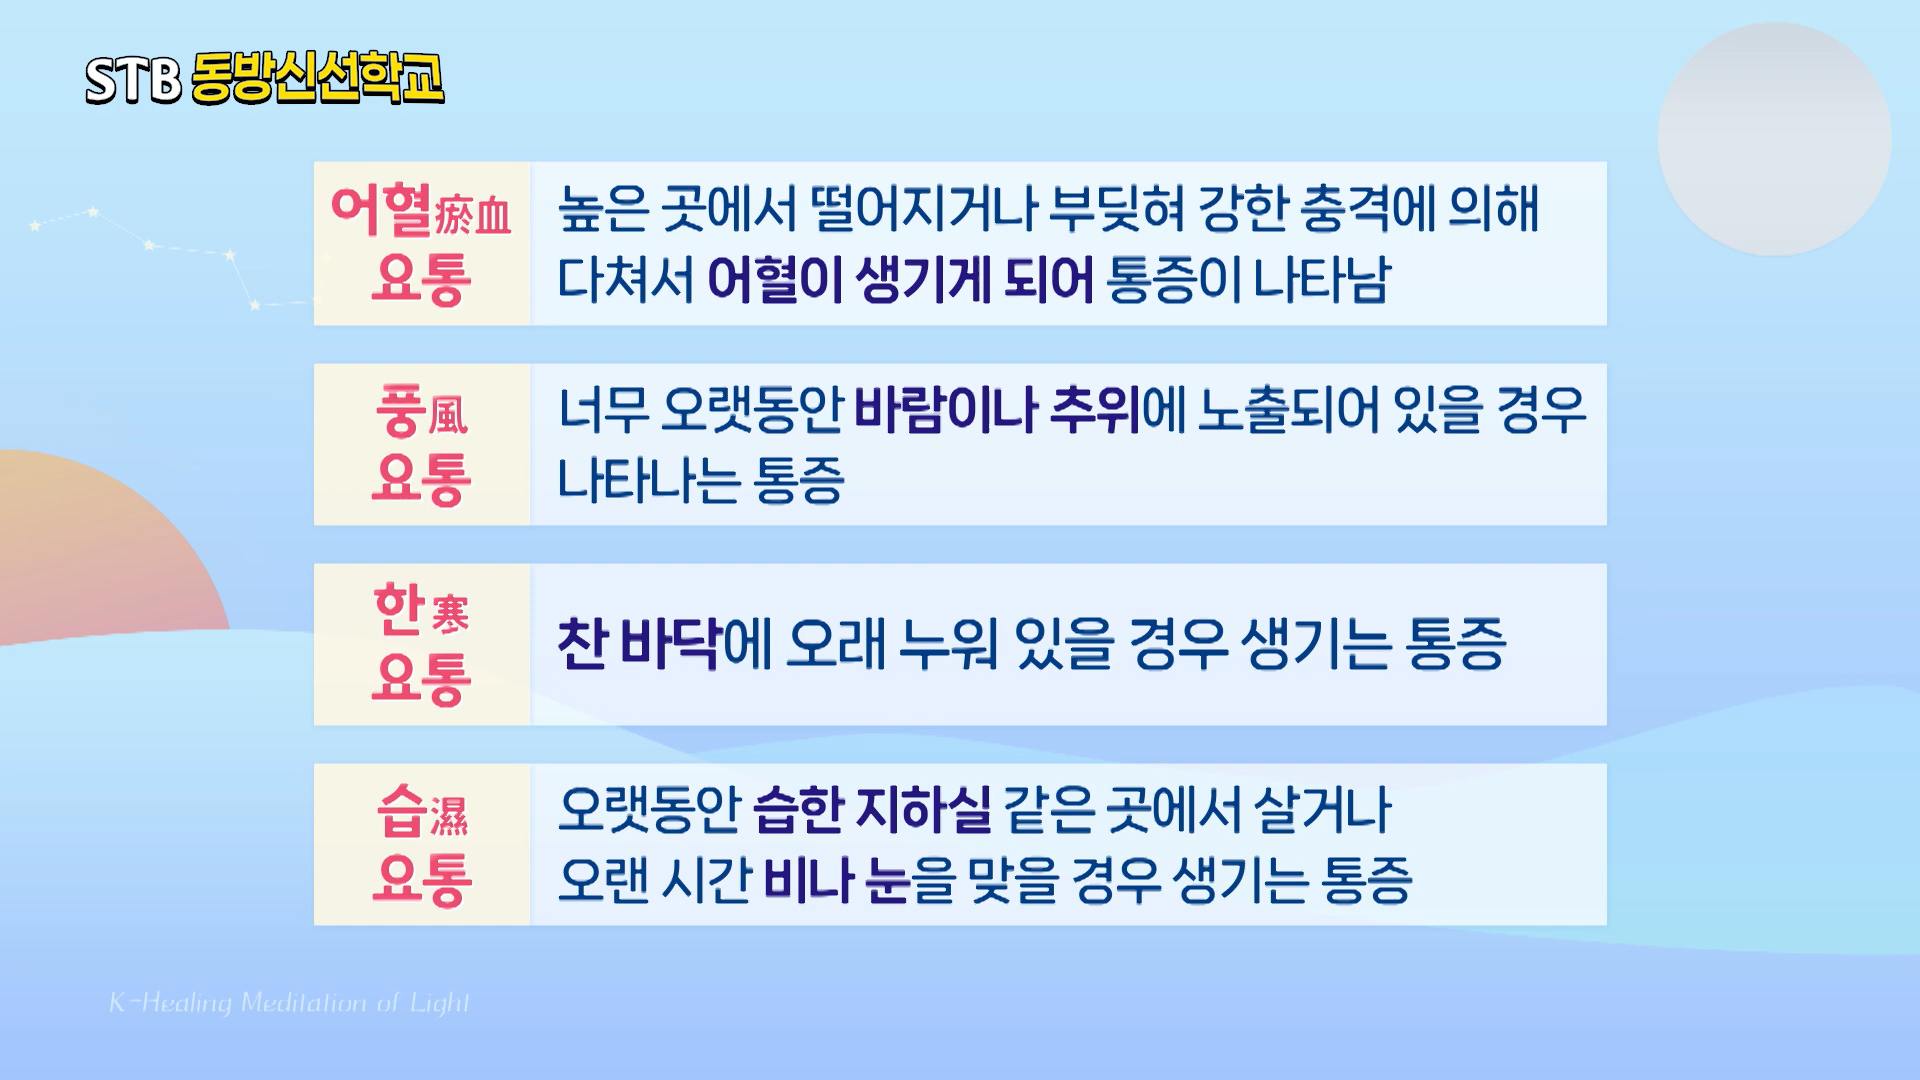 STB 동방신선학교
어혈瘀血
요통
높은 곳에서 떨어지거나 부딪혀 강한 충격에 의해
다쳐서 어혈이 생기게 되어 통증이 나타남
풍風
요통
너무 오랫동안 바람이나 추위에 노출되어 있을 경우
나타나는 통증
한寒
요통
찬 바닥에 오래 누워 있을 경우 생기는 통증
습濕
요통
오랫동안 습한 지하실 같은 곳에서 살거나
오랜 시간 비나 눈을 맞을 경우 생기는 통증
K-Healing Meditation of Light